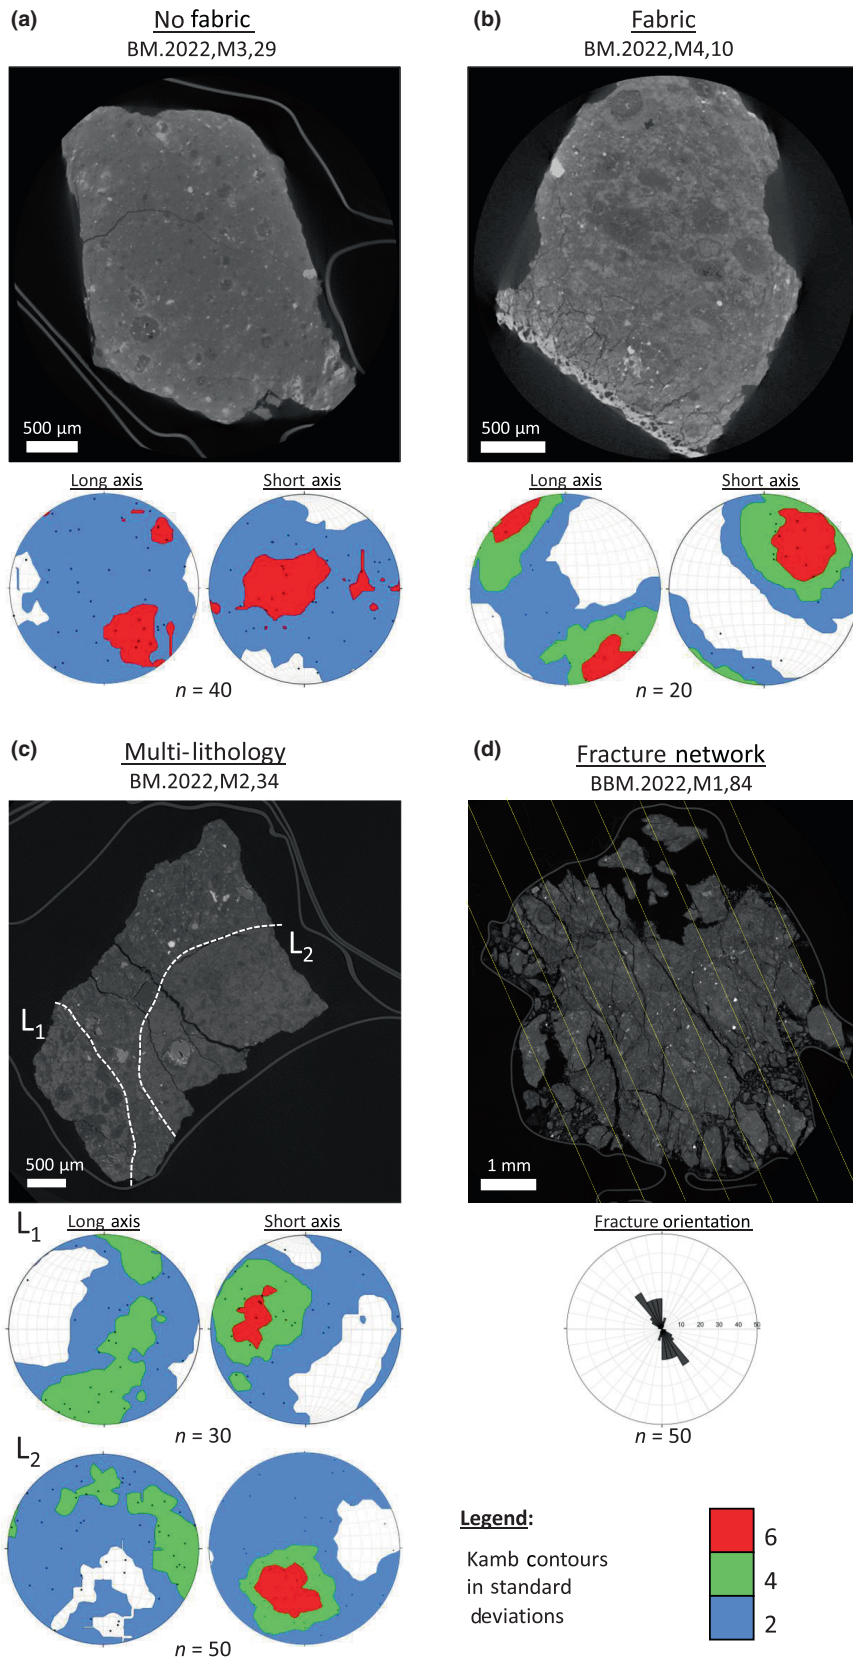 (a)
No fabric
BM.2022,M3,29
500 µm
Long axis
Short axis
n = 40
(b)
Fabric
BM.2022,M4,10
500 µm
Long axis
Short axis
n = 20
(c)
Multi-lithology
BM.2022,M2,34
L1
L2
500 µm
L1
Long axis
Short axis
n = 30
L2
n = 50
(d)
Fracture network
BBM.2022,M1,84
1 mm
Fracture orientation
10 20 30 40 50
n = 50
Legend:
Kamb contours
in standard
deviations
6
4
2